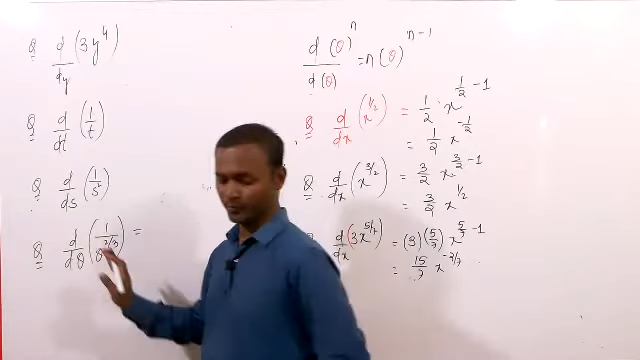 Q d/dy (3y^4)
Q d/dt (1/t)
Q d/ds (1/s^2)
Q d/dθ (1/θ^(2/3)) =
d(θ)^n/d(θ) = n(θ)^(n-1)
Q d/dx (x^(1/2)) = 1/2 x^(1/2 - 1)
= 1/2 x^(-1/2)
Q d/dx (x^(3/2)) = 3/2 x^(3/2 - 1)
= 3/2 x^(1/2)
d/dx (3x^(5/7)) = (3)(5/7) x^(5/7 - 1)
= 15/7 x^(-2/7)